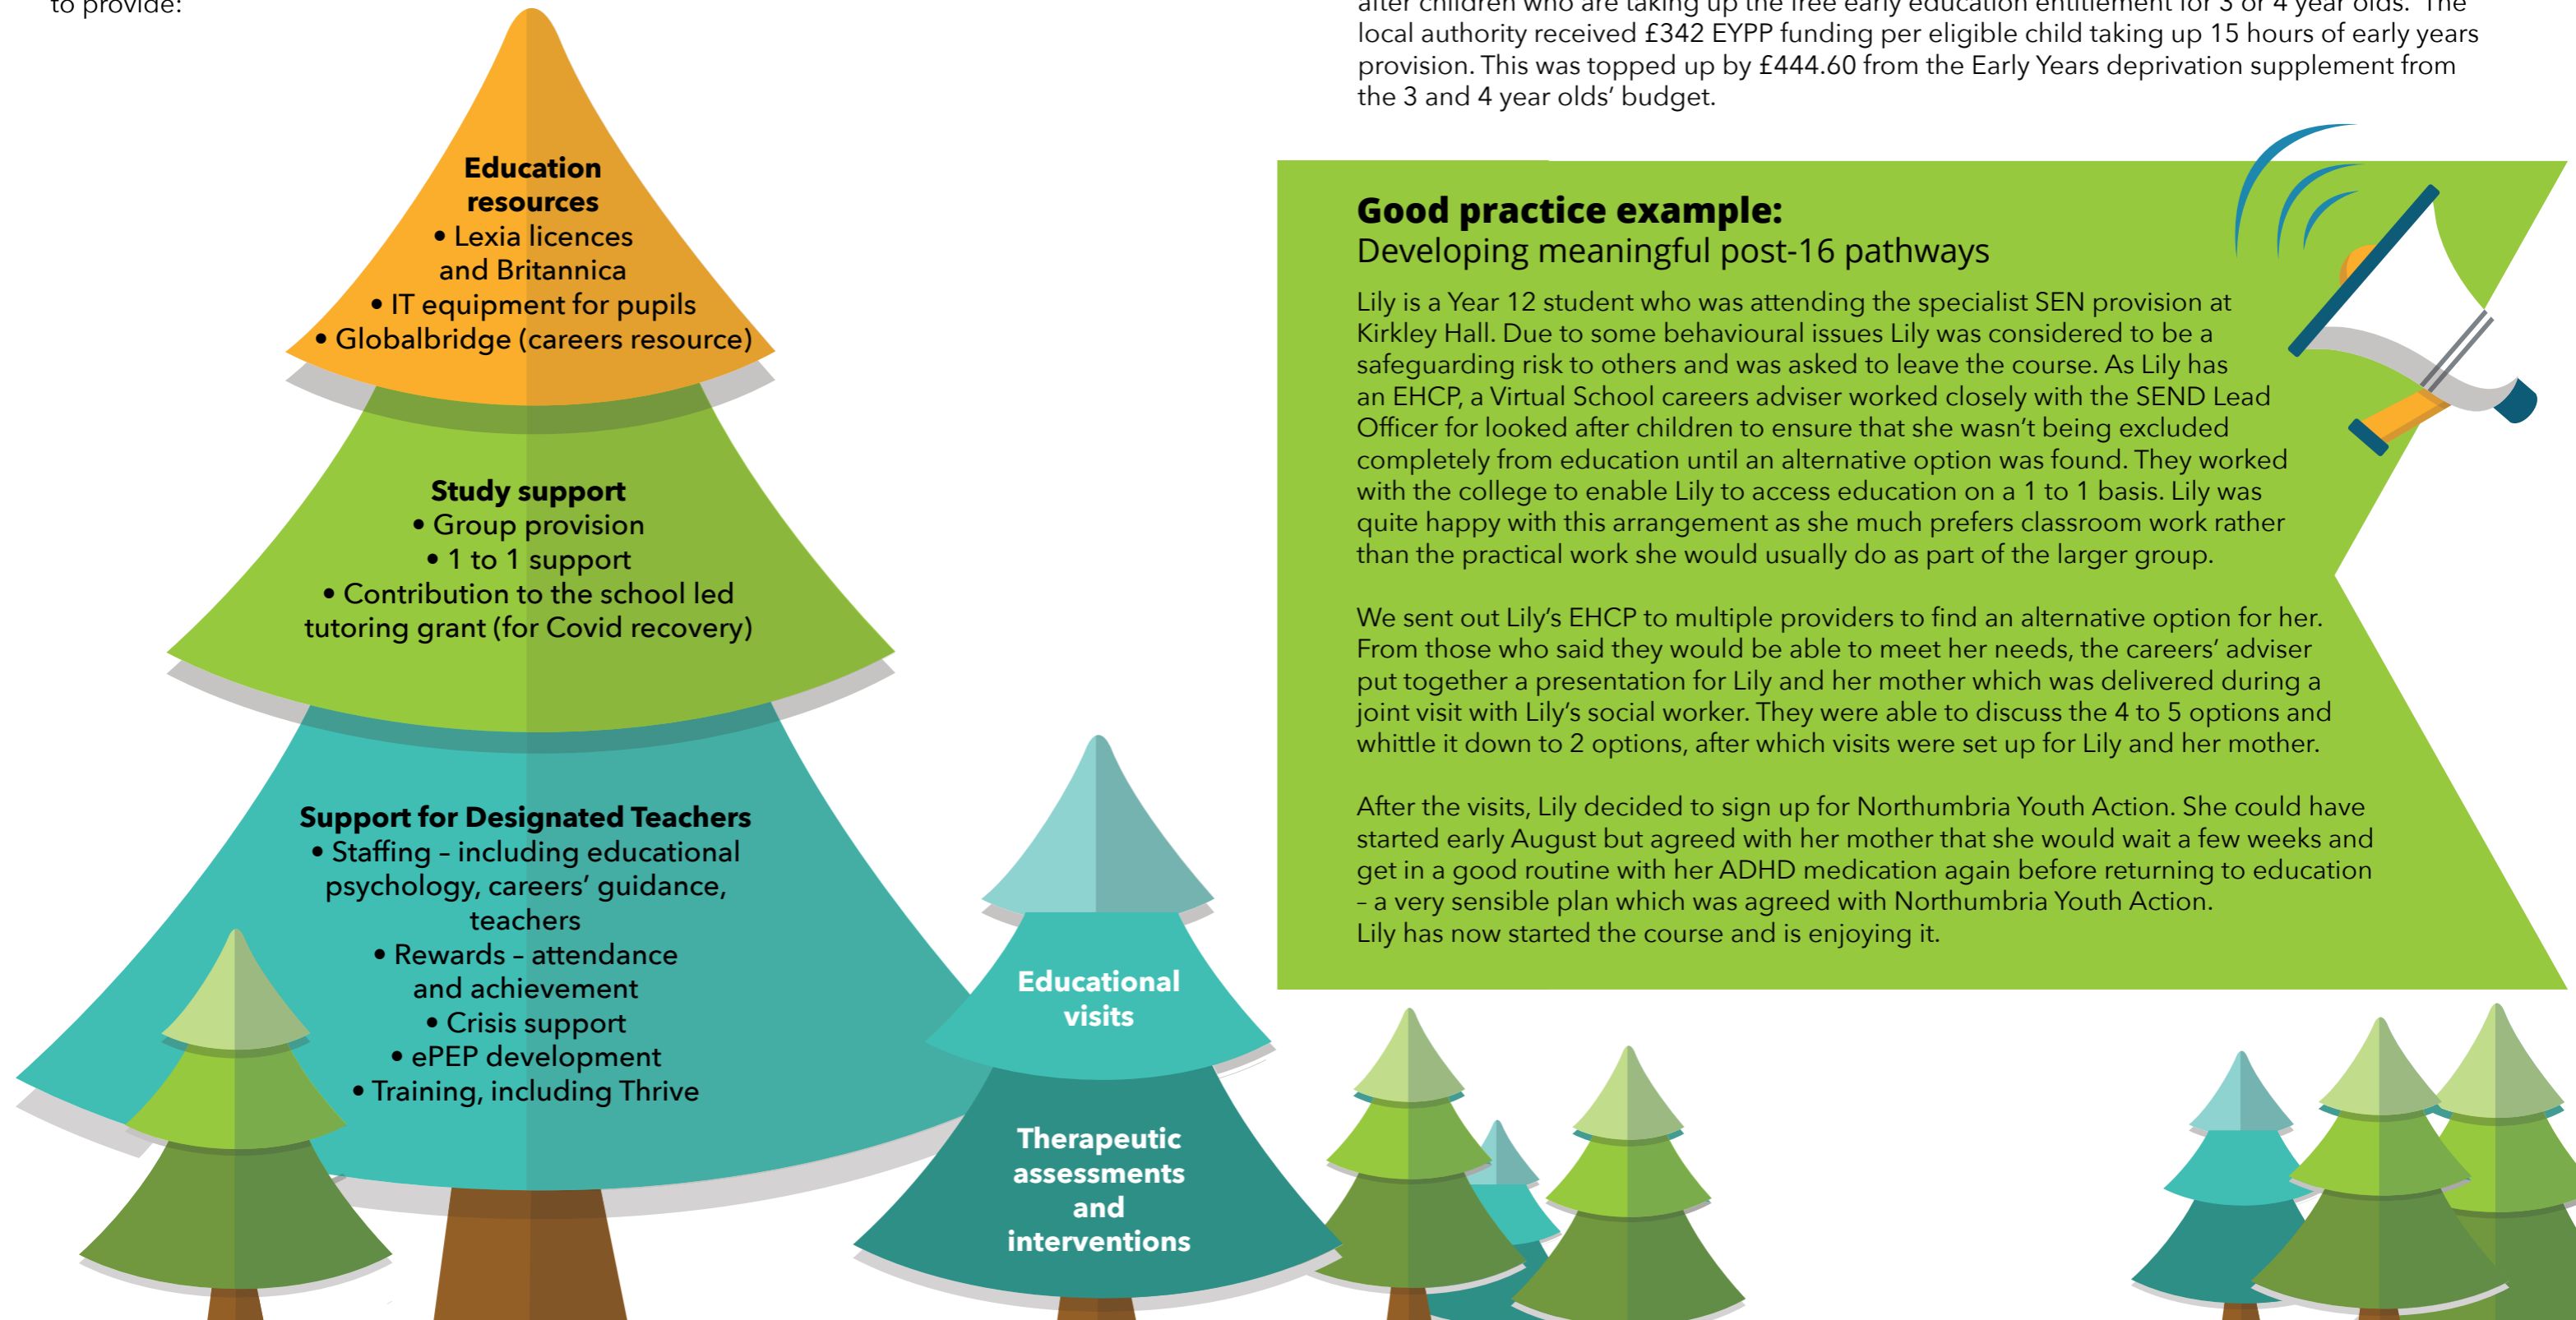 to provide:
Education
resources
• Lexia licences
and Britannica
• IT equipment for pupils
• Globalbridge (careers resource)
Study support
• Group provision
• 1 to 1 support
• Contribution to the school led
tutoring grant (for Covid recovery)
Support for Designated Teachers
• Staffing – including educational
psychology, careers’ guidance,
teachers
• Rewards – attendance
and achievement
• Crisis support
• ePEP development
• Training, including Thrive
Educational
visits
Therapeutic
assessments
and
interventions
after children who are taking up the free early education entitlement for 3 or 4 year olds. The
local authority received £342 EYPP funding per eligible child taking up 15 hours of early years
provision. This was topped up by £444.60 from the Early Years deprivation supplement from
the 3 and 4 year olds’ budget.
Good practice example:
Developing meaningful post-16 pathways
Lily is a Year 12 student who was attending the specialist SEN provision at
Kirkley Hall. Due to some behavioural issues Lily was considered to be a
safeguarding risk to others and was asked to leave the course. As Lily has
an EHCP, a Virtual School careers adviser worked closely with the SEND Lead
Officer for looked after children to ensure that she wasn’t being excluded
completely from education until an alternative option was found. They worked
with the college to enable Lily to access education on a 1 to 1 basis. Lily was
quite happy with this arrangement as she much prefers classroom work rather
than the practical work she would usually do as part of the larger group.
We sent out Lily’s EHCP to multiple providers to find an alternative option for her.
From those who said they would be able to meet her needs, the careers’ adviser
put together a presentation for Lily and her mother which was delivered during a
joint visit with Lily’s social worker. They were able to discuss the 4 to 5 options and
whittle it down to 2 options, after which visits were set up for Lily and her mother.
After the visits, Lily decided to sign up for Northumbria Youth Action. She could have
started early August but agreed with her mother that she would wait a few weeks and
get in a good routine with her ADHD medication again before returning to education
– a very sensible plan which was agreed with Northumbria Youth Action.
Lily has now started the course and is enjoying it.